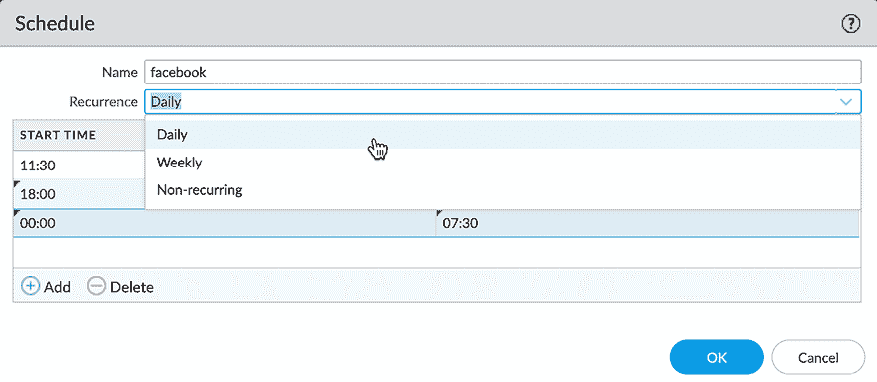 Schedule
Name facebook
Recurrence Daily
START TIME
Daily
Weekly
Non-recurring
11:30
18:00
00:00 07:30
Add Delete
OK Cancel